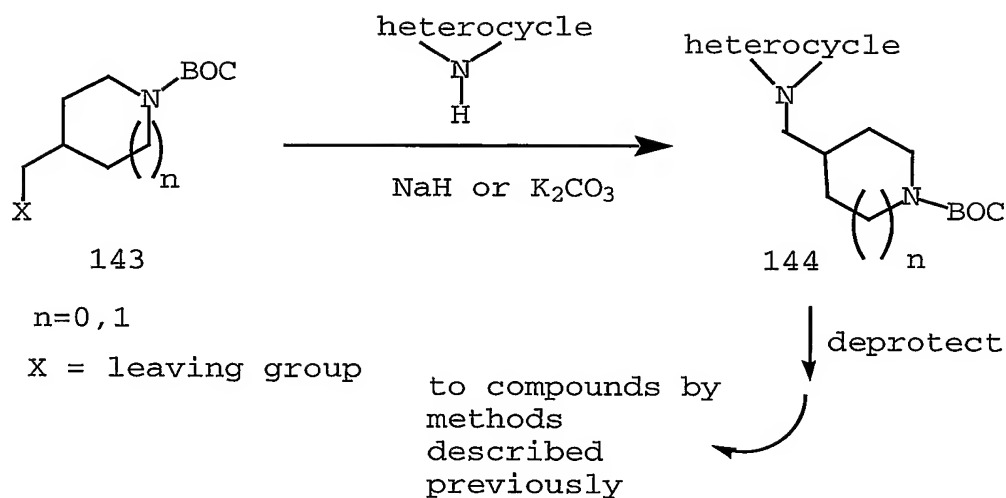 heterocycle
N
H
N
BOC
( ) n
X
NaH or K₂CO₃
heterocycle
N
N
BOC
( ) n
143
144
n=0,1
X = leaving group
deprotect
to compounds by
methods
described
previously